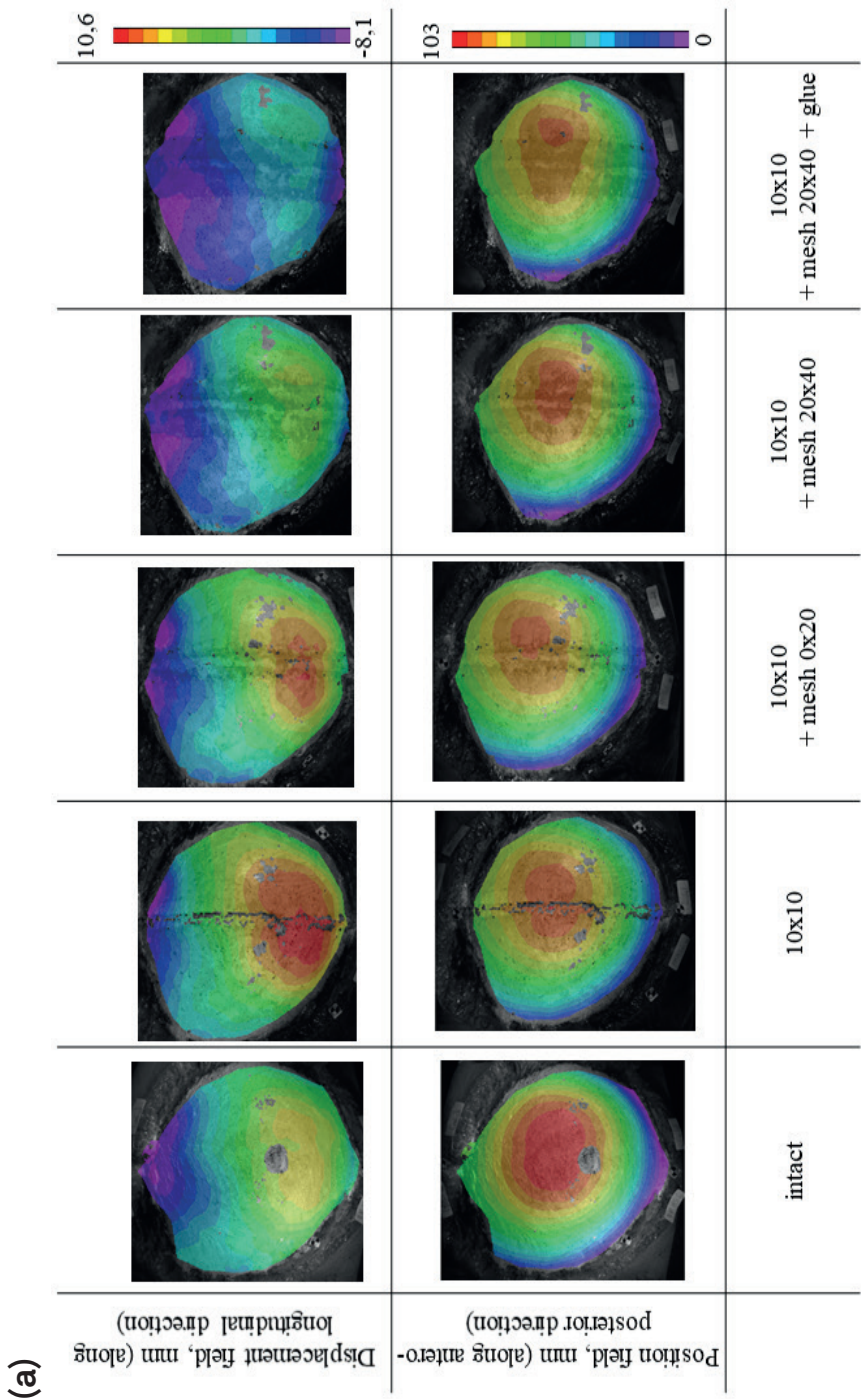 (a)
Displacement field, mm (along
longitudinal direction)
10,6
-8,1
Position field, mm (along antero-
posterior direction)
103
0
intact
10x10
10x10
+ mesh 0x20
10x10
+ mesh 20x40
10x10
+ mesh 20x40 + glue